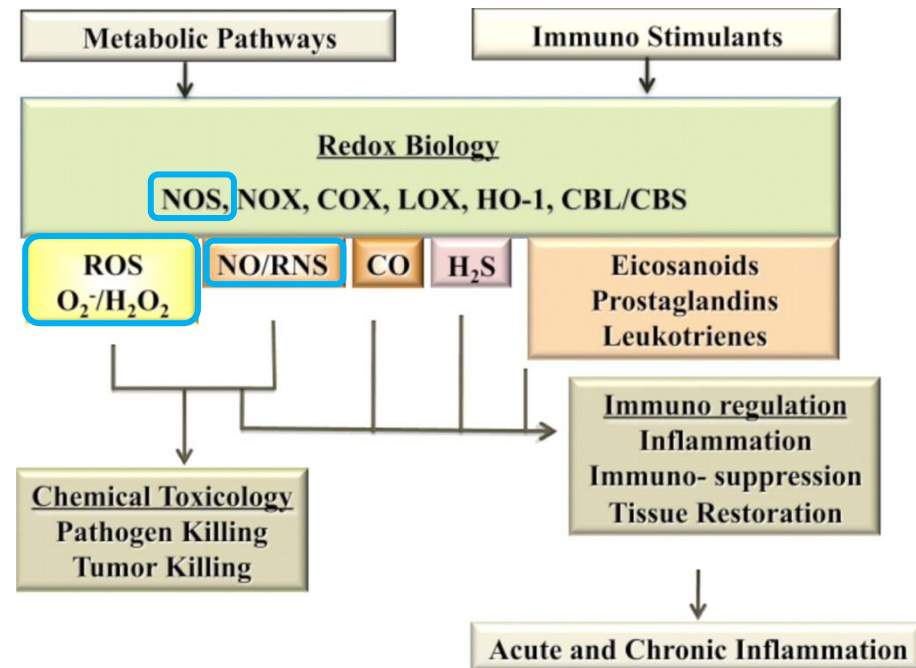 Metabolic Pathways
Immuno Stimulants
Redox Biology
NOS, NOX, COX, LOX, HO-1, CBL/CBS
ROS
O₂⁻/H₂O₂
NO/RNS
CO
H₂S
Eicosanoids
Prostaglandins
Leukotrienes
Immuno regulation
Inflammation
Immuno- suppression
Tissue Restoration
Chemical Toxicology
Pathogen Killing
Tumor Killing
Acute and Chronic Inflammation